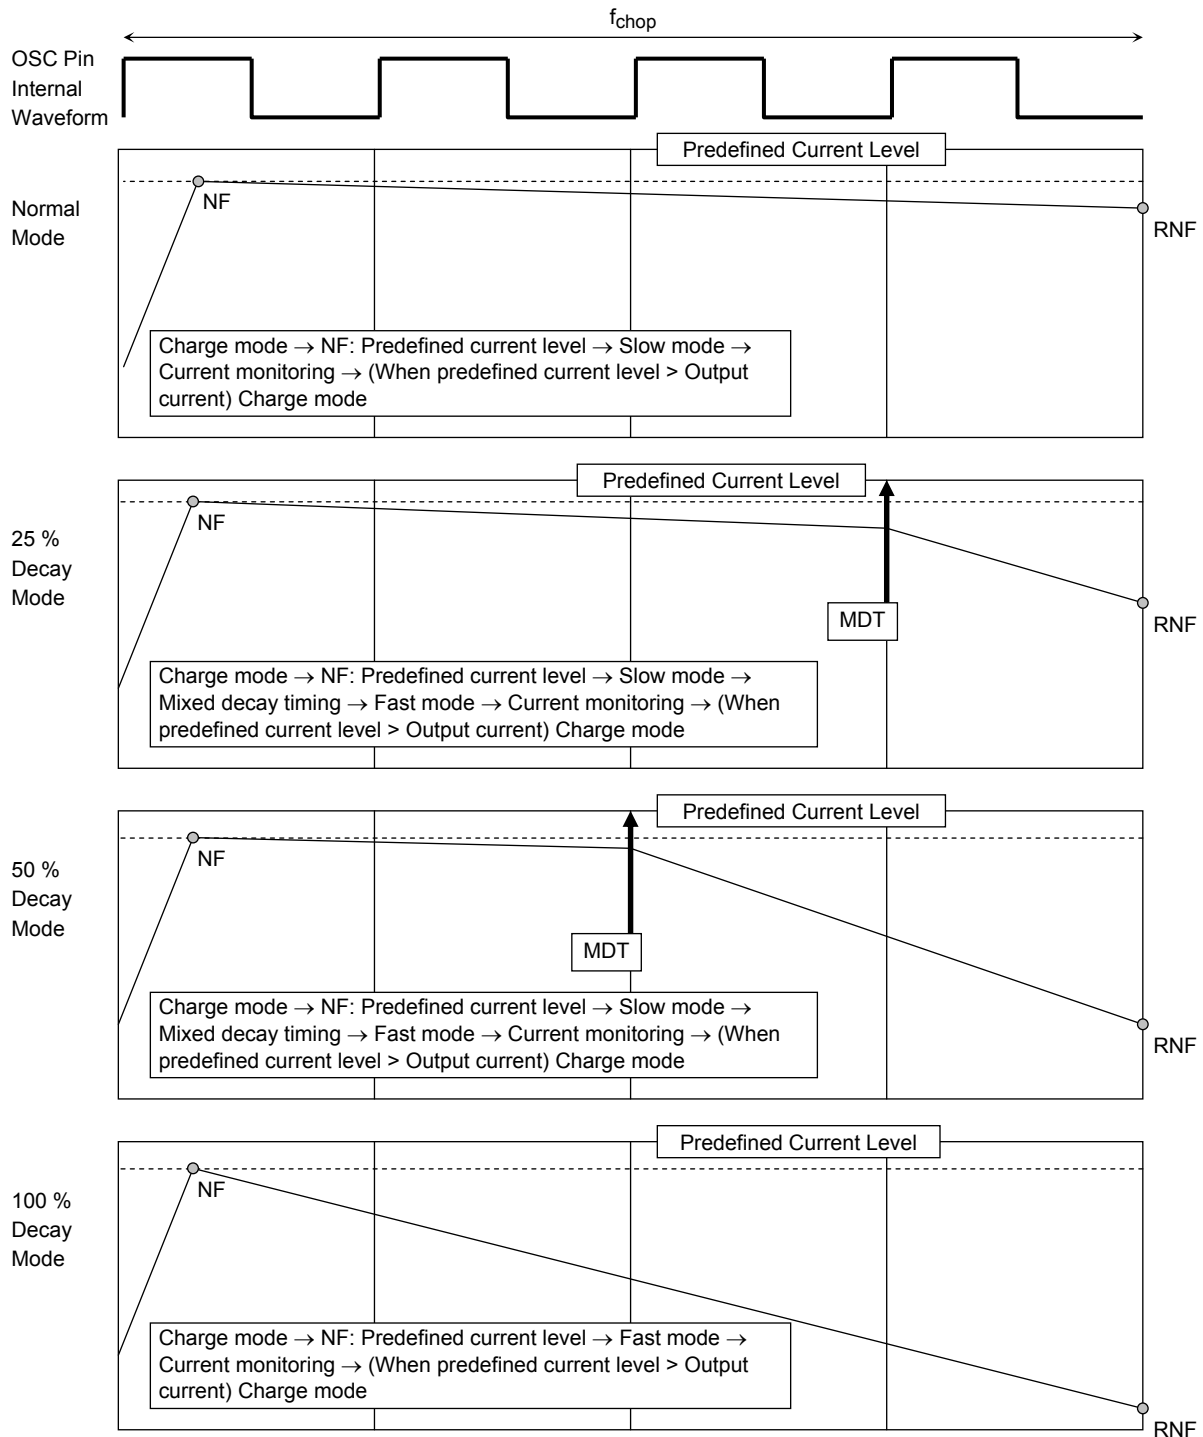 fchop
OSC Pin
Internal
Waveform
Predefined Current Level
NF
Normal
Mode
RNF
Charge mode → NF: Predefined current level → Slow mode →
Current monitoring → (When predefined current level > Output
current) Charge mode
Predefined Current Level
NF
25 %
Decay
Mode
MDT
RNF
Charge mode → NF: Predefined current level → Slow mode →
Mixed decay timing → Fast mode → Current monitoring → (When
predefined current level > Output current) Charge mode
Predefined Current Level
NF
50 %
Decay
Mode
MDT
RNF
Charge mode → NF: Predefined current level → Slow mode →
Mixed decay timing → Fast mode → Current monitoring → (When
predefined current level > Output current) Charge mode
Predefined Current Level
NF
100 %
Decay
Mode
Charge mode → NF: Predefined current level → Fast mode →
Current monitoring → (When predefined current level > Output
current) Charge mode
RNF